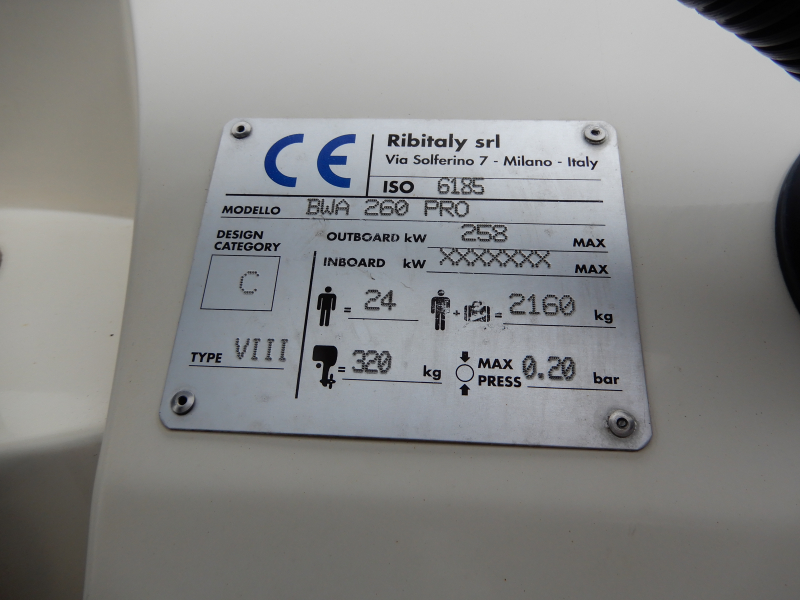 CE
Ribitaly srl
Via Solferino 7 - Milano - Italy
ISO 6185
MODELLO BWA 260 PRO
DESIGN CATEGORY
C
TYPE VIII
OUTBOARD kW 258 MAX
INBOARD kW XXXXXXX MAX
= 24
+ = 2160 kg
= 320 kg
MAX PRESS 0.20 bar